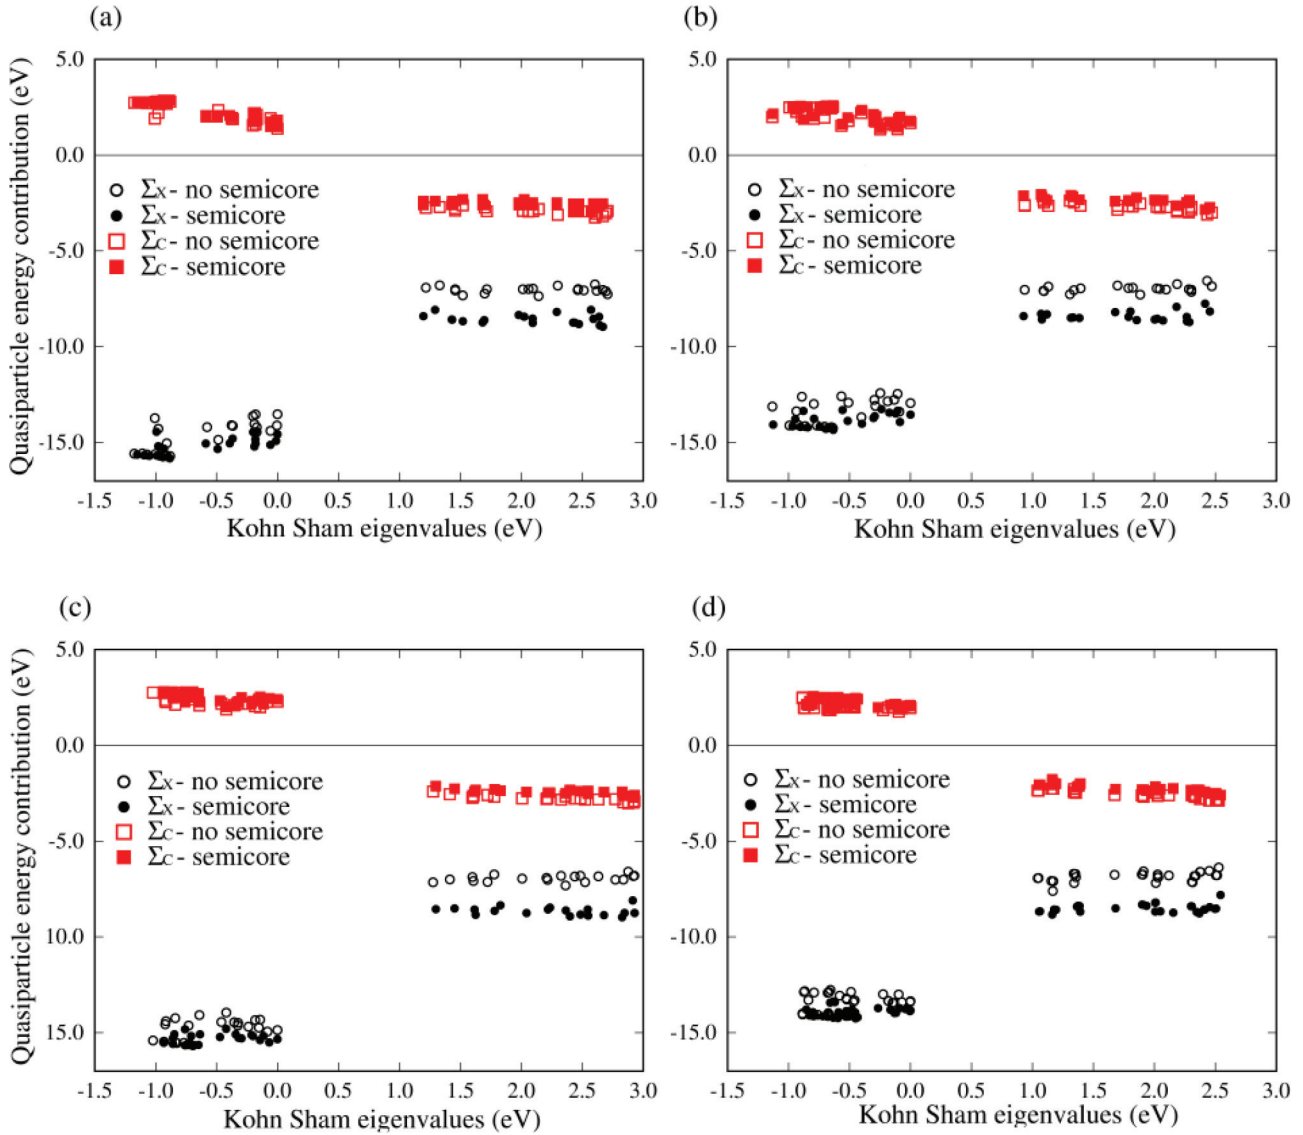 (a)
5.0
0.0
-5.0
-10.0
-15.0
Quasiparticle energy contribution (eV)
Σx- no semicore
Σx- semicore
Σc- no semicore
Σc- semicore
-1.5 -1.0 -0.5 0.0 0.5 1.0 1.5 2.0 2.5 3.0
Kohn Sham eigenvalues (eV)
(b)
5.0
0.0
-5.0
-10.0
-15.0
Quasiparticle energy contribution (eV)
Σx- no semicore
Σx- semicore
Σc- no semicore
Σc- semicore
-1.5 -1.0 -0.5 0.0 0.5 1.0 1.5 2.0 2.5 3.0
Kohn Sham eigenvalues (eV)
(c)
5.0
0.0
-5.0
10.0
15.0
Quasiparticle energy contribution (eV)
Σx- no semicore
Σx- semicore
Σc- no semicore
Σc- semicore
-1.5 -1.0 -0.5 0.0 0.5 1.0 1.5 2.0 2.5 3.0
Kohn Sham eigenvalues (eV)
(d)
5.0
0.0
-5.0
-10.0
-15.0
Quasiparticle energy contribution (eV)
Σx- no semicore
Σx- semicore
Σc- no semicore
Σc- semicore
-1.5 -1.0 -0.5 0.0 0.5 1.0 1.5 2.0 2.5 3.0
Kohn Sham eigenvalues (eV)